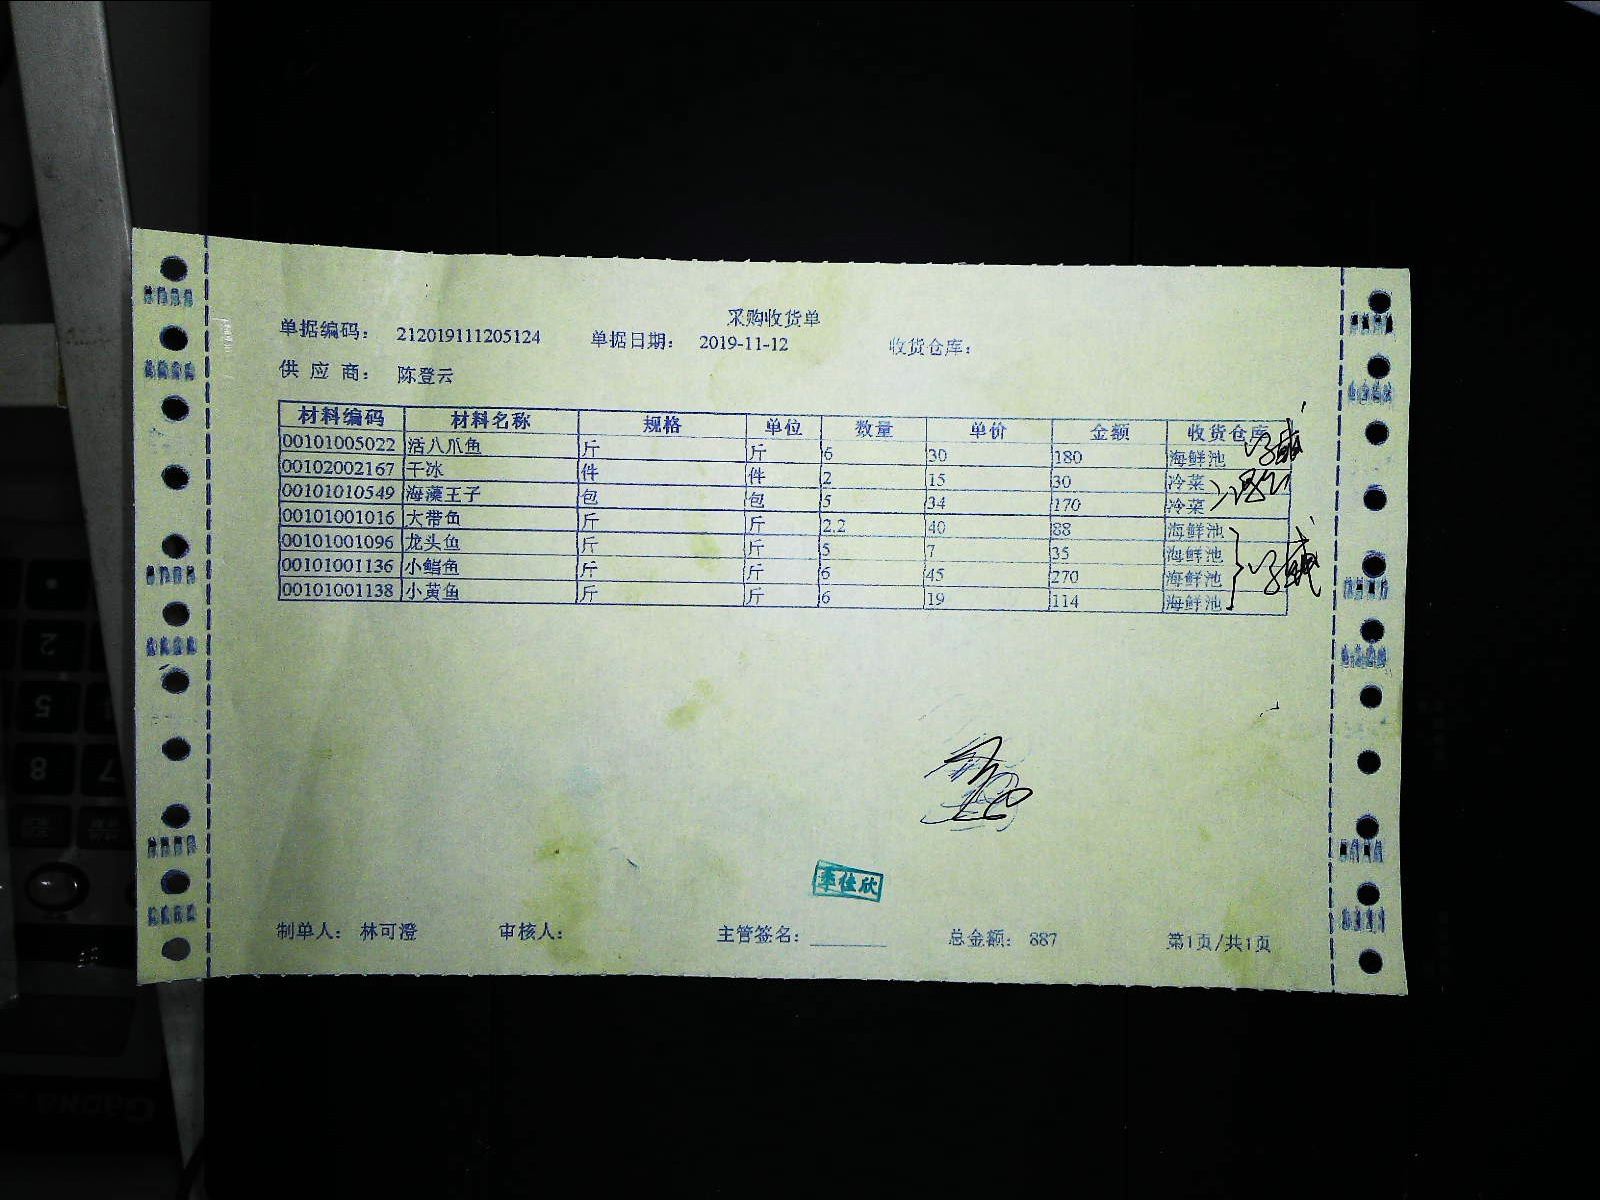 采购收货单
单据编码： 212019111205124 单据日期： 2019-11-12 收货仓库：
供 应 商： 陈登云
材料编码 材料名称 规格 单位 数量 单价 金额 收货仓库
00101005022 活八爪鱼 斤 斤 6 30 180 海鲜池
00102002167 干冰 件 件 2 15 30 冷菜
00101010549 海藻王子 包 包 5 34 170 冷菜
00101001016 大带鱼 斤 斤 2.2 40 88 海鲜池
00101001096 龙头鱼 斤 斤 5 7 35 海鲜池
00101001136 小鲳鱼 斤 斤 6 45 270 海鲜池
00101001138 小黄鱼 斤 斤 6 19 114 海鲜池
制单人： 林可澄 审核人： 主管签名： 总金额： 887 第1页/共1页
2
5
8
7